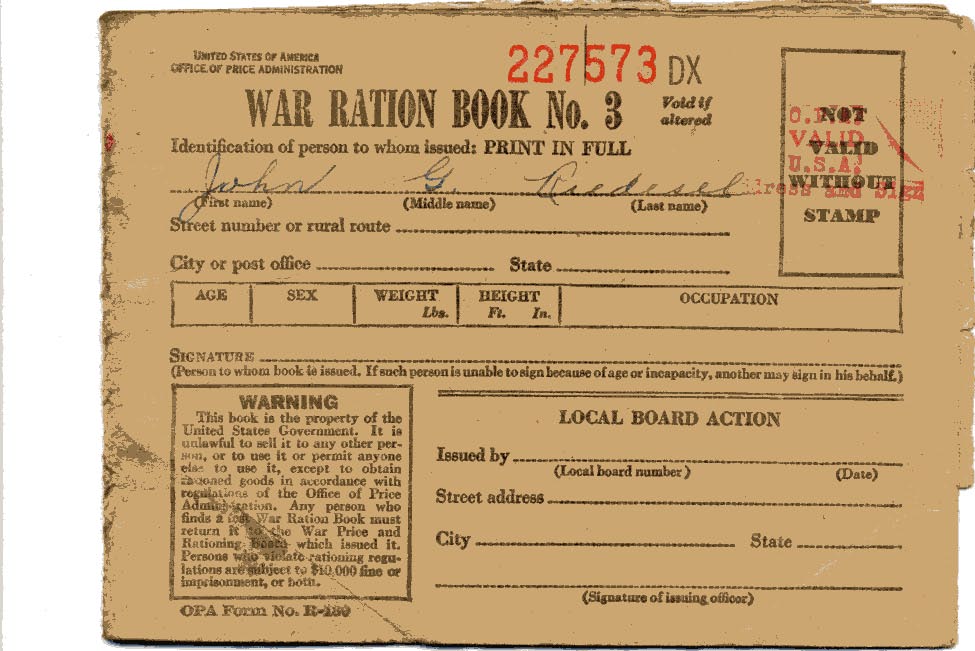 UNITED STATES OF AMERICA
OFFICE OF PRICE ADMINISTRATION
227573 DX
WAR RATION BOOK No. 3
Void if
altered
Identification of person to whom issued: PRINT IN FULL
John G. Riedesel
(First name) (Middle name) (Last name)
Street number or rural route
City or post office State
AGE SEX WEIGHT HEIGHT OCCUPATION
Lbs. Ft. In.
SIGNATURE
(Person to whom book is issued. If such person is unable to sign because of age or incapacity, another may sign in his behalf.)
NOT
VALID
WITHOUT
STAMP
VALID
U.S.A.
and Sign
WARNING
This book is the property of the
United States Government. It is
unlawful to sell it to any other per-
son, or to use it or permit anyone
else to use it, except to obtain
rationed goods in accordance with
regulations of the Office of Price
Administration. Any person who
finds a lost War Ration Book must
return it to the War Price and
Rationing Board which issued it.
Persons who violate rationing regu-
lations are subject to $10,000 fine or
imprisonment, or both.
OPA Form No. R-130
LOCAL BOARD ACTION
Issued by
(Local board number) (Date)
Street address
City State
(Signature of issuing officer)